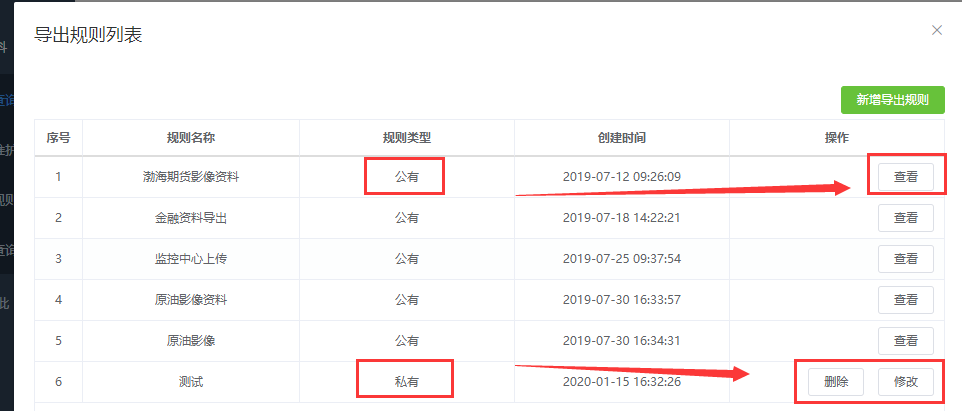 导出规则列表
新增导出规则
序号 规则名称 规则类型 创建时间 操作
1 渤海期货影像资料 公有 2019-07-12 09:26:09 查看
2 金融资料导出 公有 2019-07-18 14:22:21 查看
3 监控中心上传 公有 2019-07-25 09:37:54 查看
4 原油影像资料 公有 2019-07-30 16:33:57 查看
5 原油影像 公有 2019-07-30 16:34:31 查看
6 测试 私有 2020-01-15 16:32:26 删除 修改